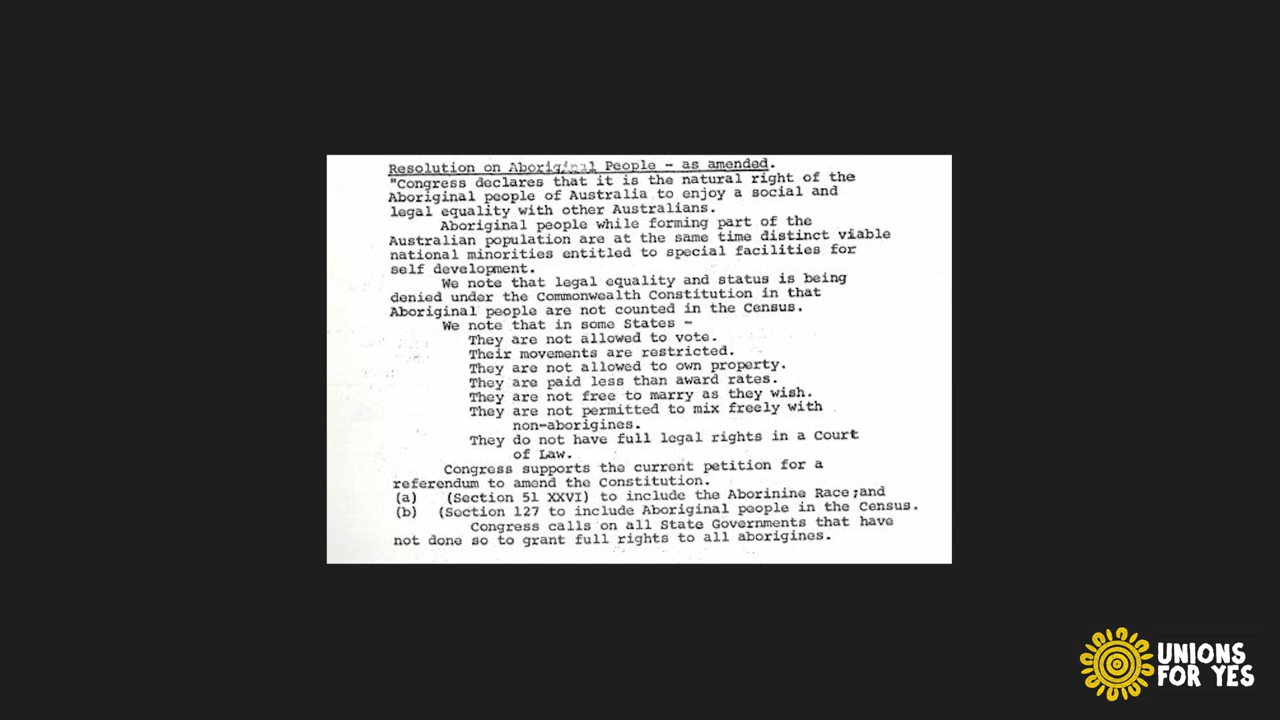 Resolution on Aboriginal People - as amended.
"Congress declares that it is the natural right of the
Aboriginal people of Australia to enjoy a social and
legal equality with other Australians.
Aboriginal people while forming part of the
Australian population are at the same time distinct viable
national minorities entitled to special facilities for
self development.
We note that legal equality and status is being
denied under the Commonwealth Constitution in that
Aboriginal people are not counted in the Census.
We note that in some States -
They are not allowed to vote.
Their movements are restricted.
They are not allowed to own property.
They are paid less than award rates.
They are not free to marry as they wish.
They are not permitted to mix freely with
non-aborigines.
They do not have full legal rights in a Court
of Law.
Congress supports the current petition for a
referendum to amend the Constitution.
(a) (Section 51 XXVI) to include the Aborinine Race;and
(b) (Section 127 to include Aboriginal people in the Census.
Congress calls on all State Governments that have
not done so to grant full rights to all aborigines.
UNIONS
FOR YES